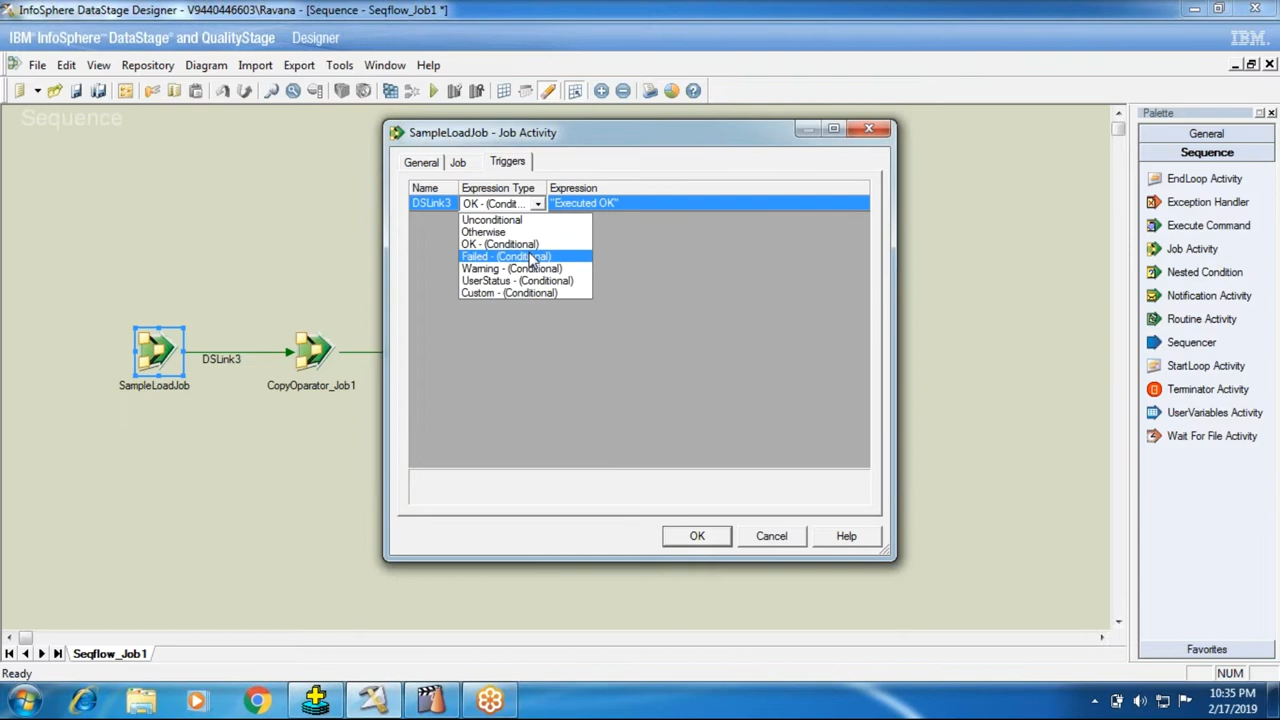 InfoSphere DataStage Designer - V9440446603\Ravana - [Sequence - Seqflow_Job1 *]
IBM® InfoSphere™ DataStage® and QualityStage® Designer
IBM.
File Edit View Repository Diagram Import Export Tools Window Help
Sequence
SampleLoadJob - Job Activity
General Job Triggers
Name Expression Type Expression
DSLink3 OK - (Condit... "Executed OK"
Unconditional
Otherwise
OK - (Conditional)
Failed - (Conditional)
Warning - (Conditional)
UserStatus - (Conditional)
Custom - (Conditional)
OK Cancel Help
DSLink3
SampleLoadJob
CopyOparator_Job1
Palette
General
Sequence
EndLoop Activity
Exception Handler
Execute Command
Job Activity
Nested Condition
Notification Activity
Routine Activity
Sequencer
StartLoop Activity
Terminator Activity
UserVariables Activity
Wait For File Activity
Favorites
Seqflow_Job1
Ready
NUM
10:35 PM
2/17/2019